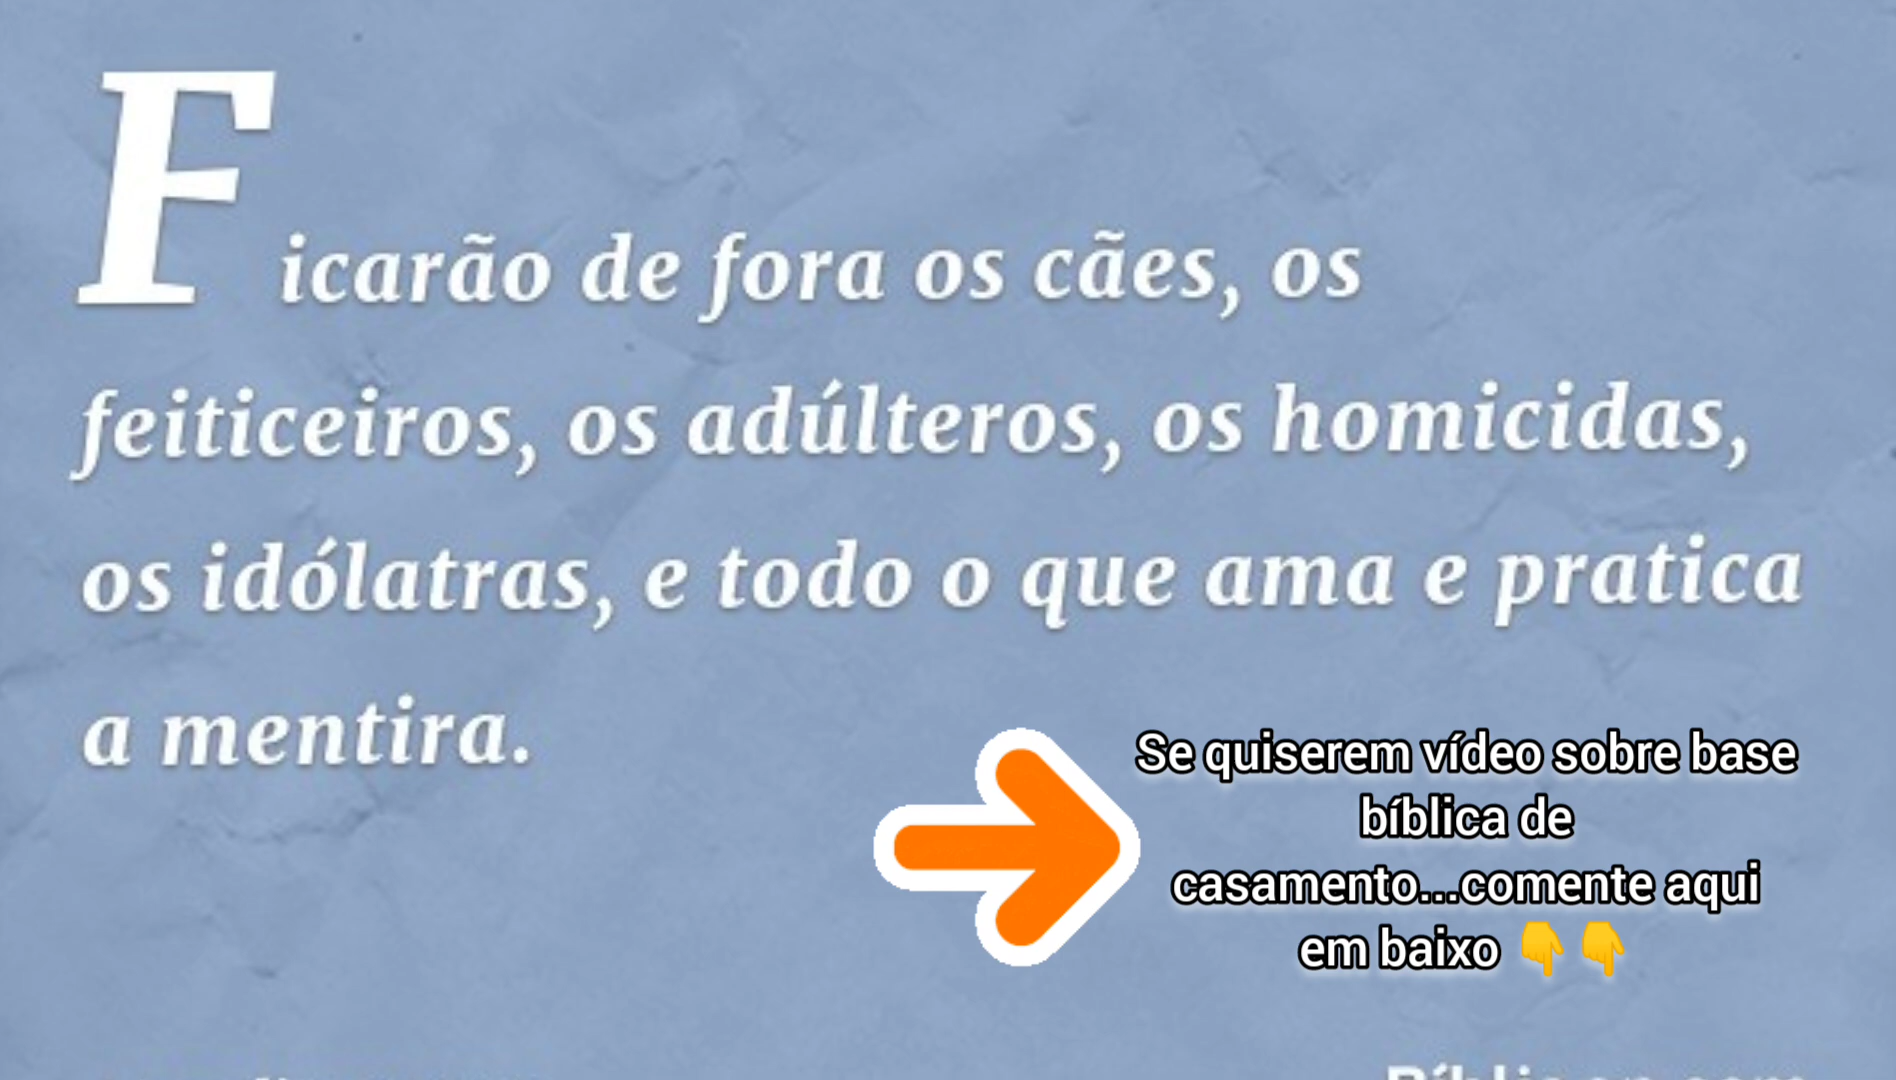 Ficarão de fora os cães, os
feiticeiros, os adúlteros, os homicidas,
os idólatras, e todo o que ama e pratica
a mentira.
Se quiserem vídeo sobre base
bíblica de
casamento...comente aqui
em baixo 👇👇